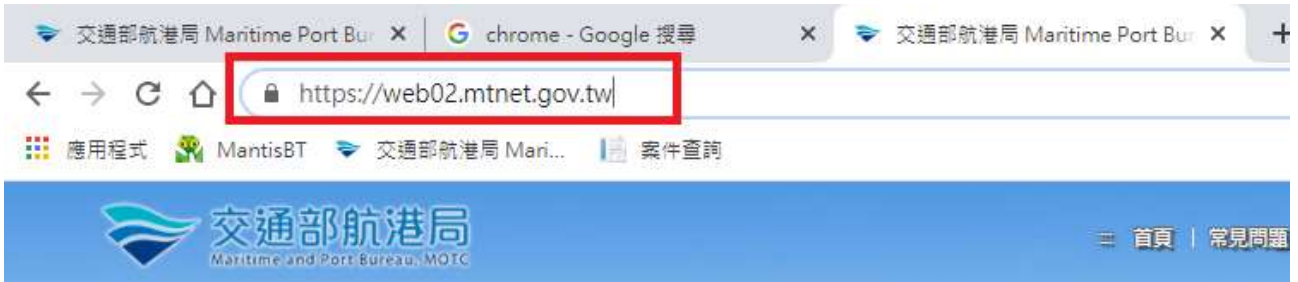 交通部航港局 Maritime Port Bur
chrome - Google 搜尋
交通部航港局 Maritime Port Bur
https://web02.mtnet.gov.tw
應用程式 MantisBT 交通部航港局 Mari... 案件查詢
交通部航港局
Maritime and Port Bureau, MOTC
首頁 | 常見問題